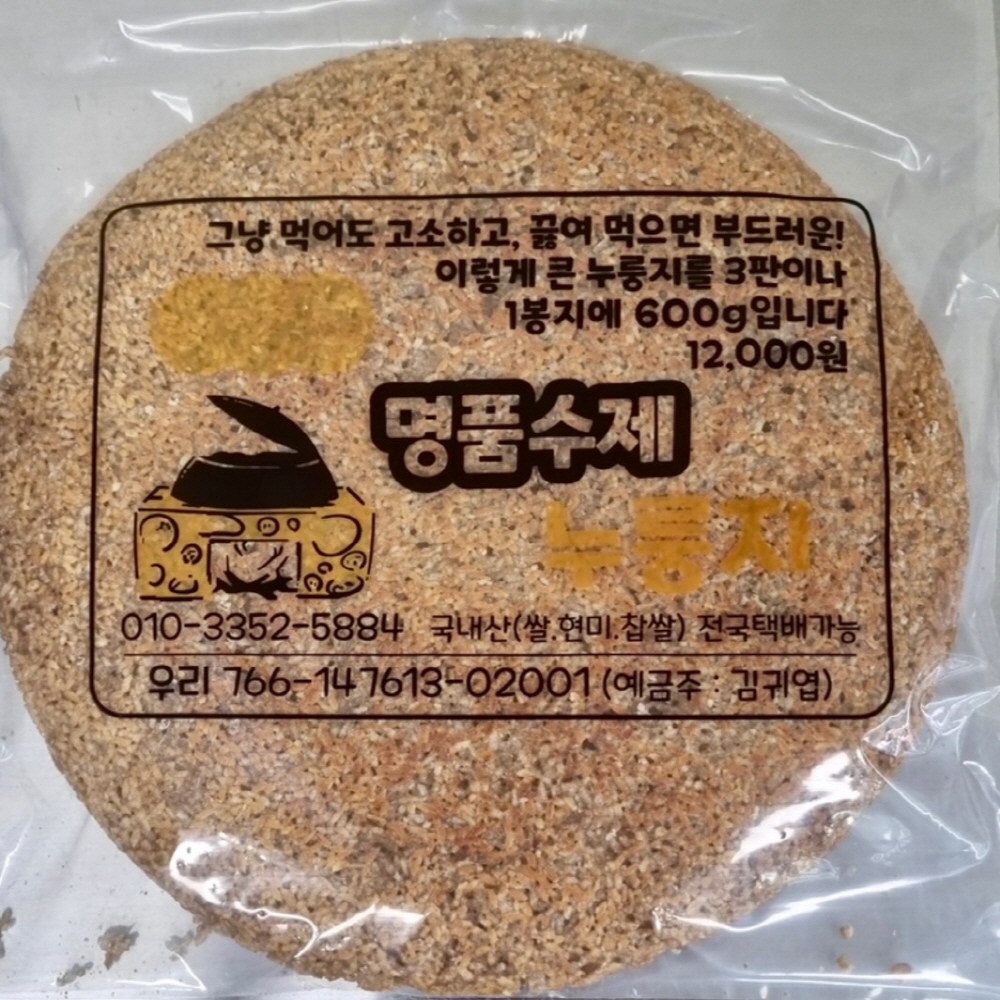 그냥 먹어도 고소하고, 끓여 먹으면 부드러운!
이렇게 큰 누룽지를 3판이나
1봉지에 600g입니다
12,000원
명품수제
누룽지
010-3352-5884 국내산(쌀.현미.찹쌀) 전국택배가능
우리 766-147613-02001 (예금주 : 김귀엽)